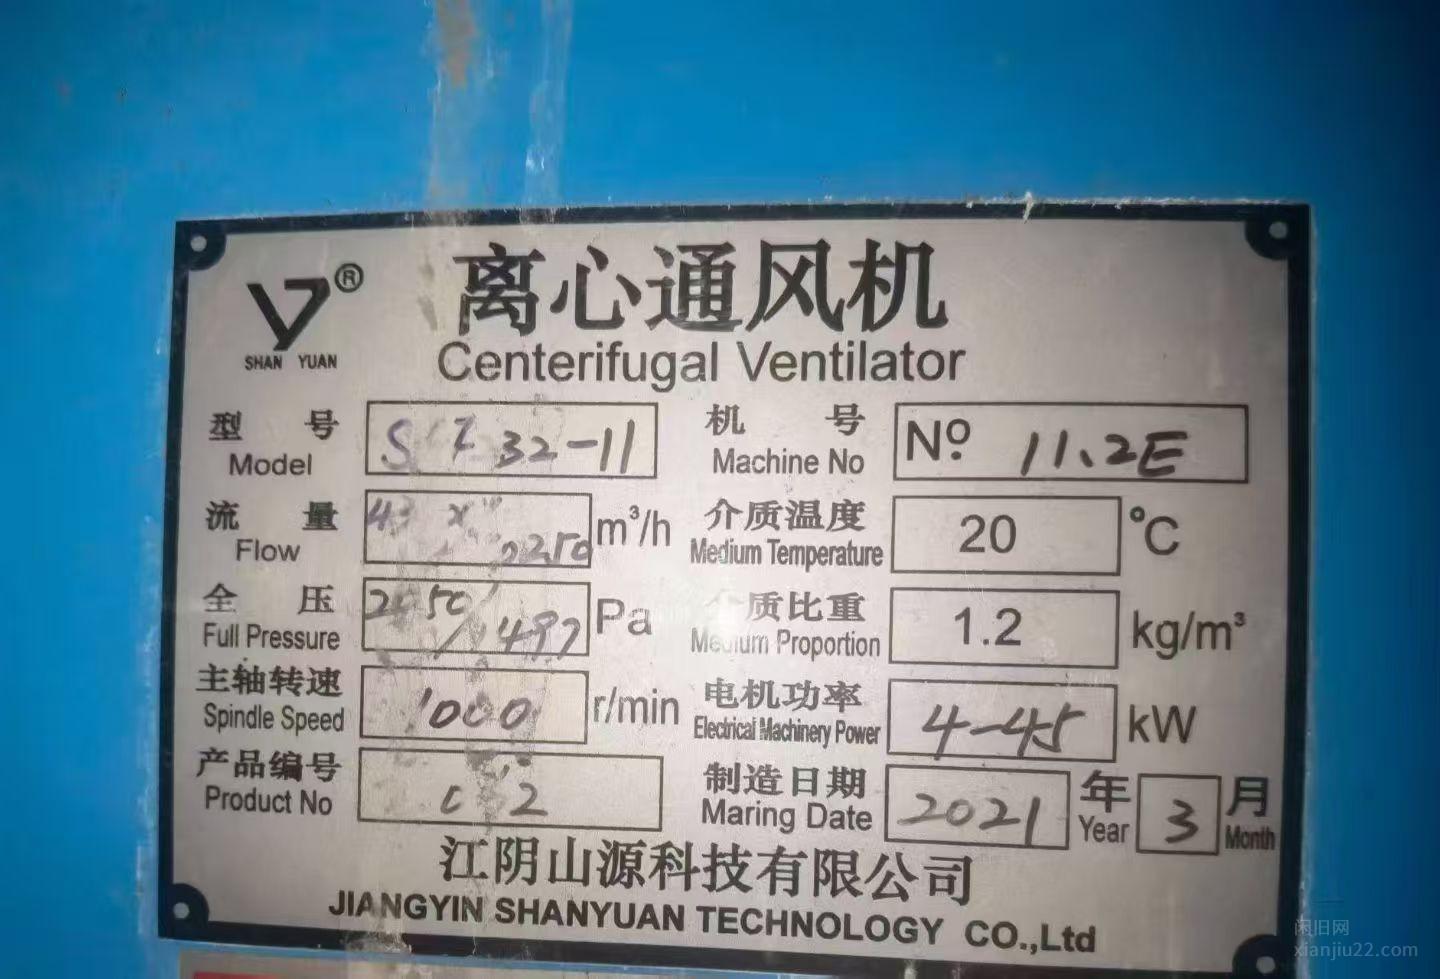 ®
SHAN YUAN
离心通风机
Centerifugal Ventilator
型号 Model 32-11
机号 Machine No Nº 11.2E
流量 Flow m³/h
介质温度 Medium Temperature 20 ℃
全压 Full Pressure Pa
介质比重 Medium Proportion 1.2 kg/m³
主轴转速 Spindle Speed 1000 r/min
电机功率 Electrical Machinery Power 4-45 kW
产品编号 Product No
制造日期 Maring Date 2021 年 Year 3 月 Month
江阴山源科技有限公司
JIANGYIN SHANYUAN TECHNOLOGY CO.,Ltd
闲旧网
xianjiu22.com